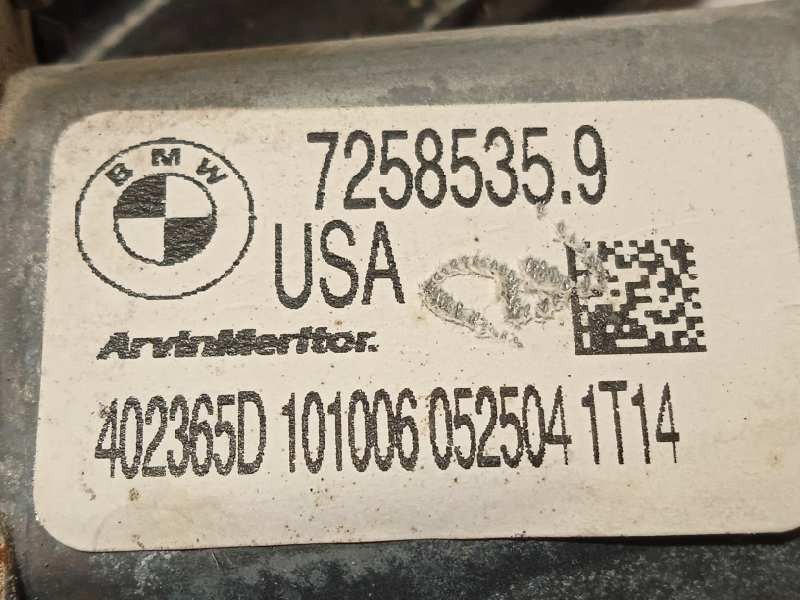 BMW
7258535.9
USA
ArvinMeritor.
402365D 101006 052504 1T14